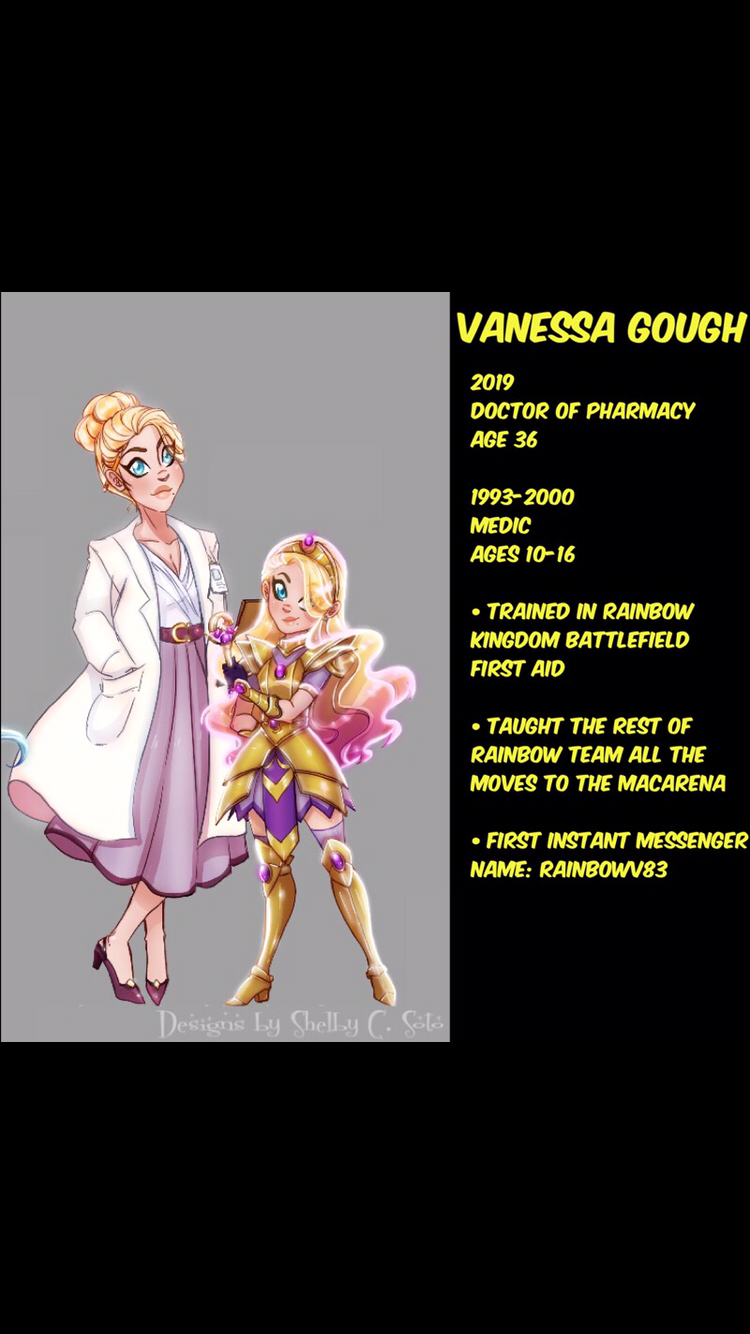 VANESSA GOUGH
2019
DOCTOR OF PHARMACY
AGE 36
1993-2000
MEDIC
AGES 10-16
• TRAINED IN RAINBOW
KINGDOM BATTLEFIELD
FIRST AID
• TAUGHT THE REST OF
RAINBOW TEAM ALL THE
MOVES TO THE MACARENA
• FIRST INSTANT MESSENGER
NAME: RAINBOWV83
Designs by Shelby C. Soto